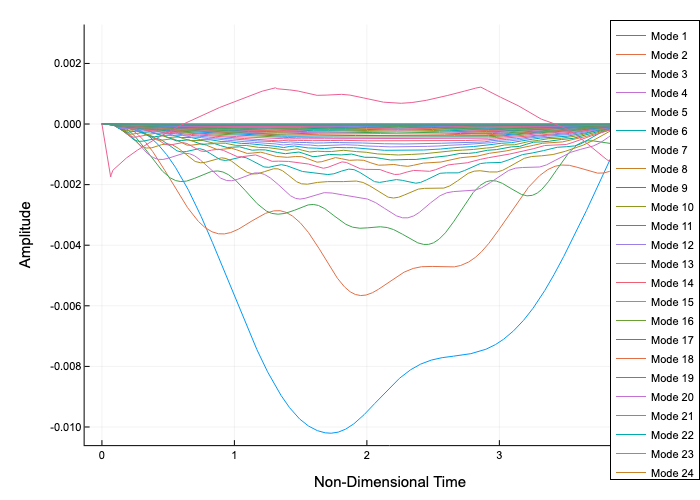 0.002
0.000
-0.002
-0.004
-0.006
-0.008
-0.010
Amplitude
0
1
2
3
Non-Dimensional Time
Mode 1
Mode 2
Mode 3
Mode 4
Mode 5
Mode 6
Mode 7
Mode 8
Mode 9
Mode 10
Mode 11
Mode 12
Mode 13
Mode 14
Mode 15
Mode 16
Mode 17
Mode 18
Mode 19
Mode 20
Mode 21
Mode 22
Mode 23
Mode 24